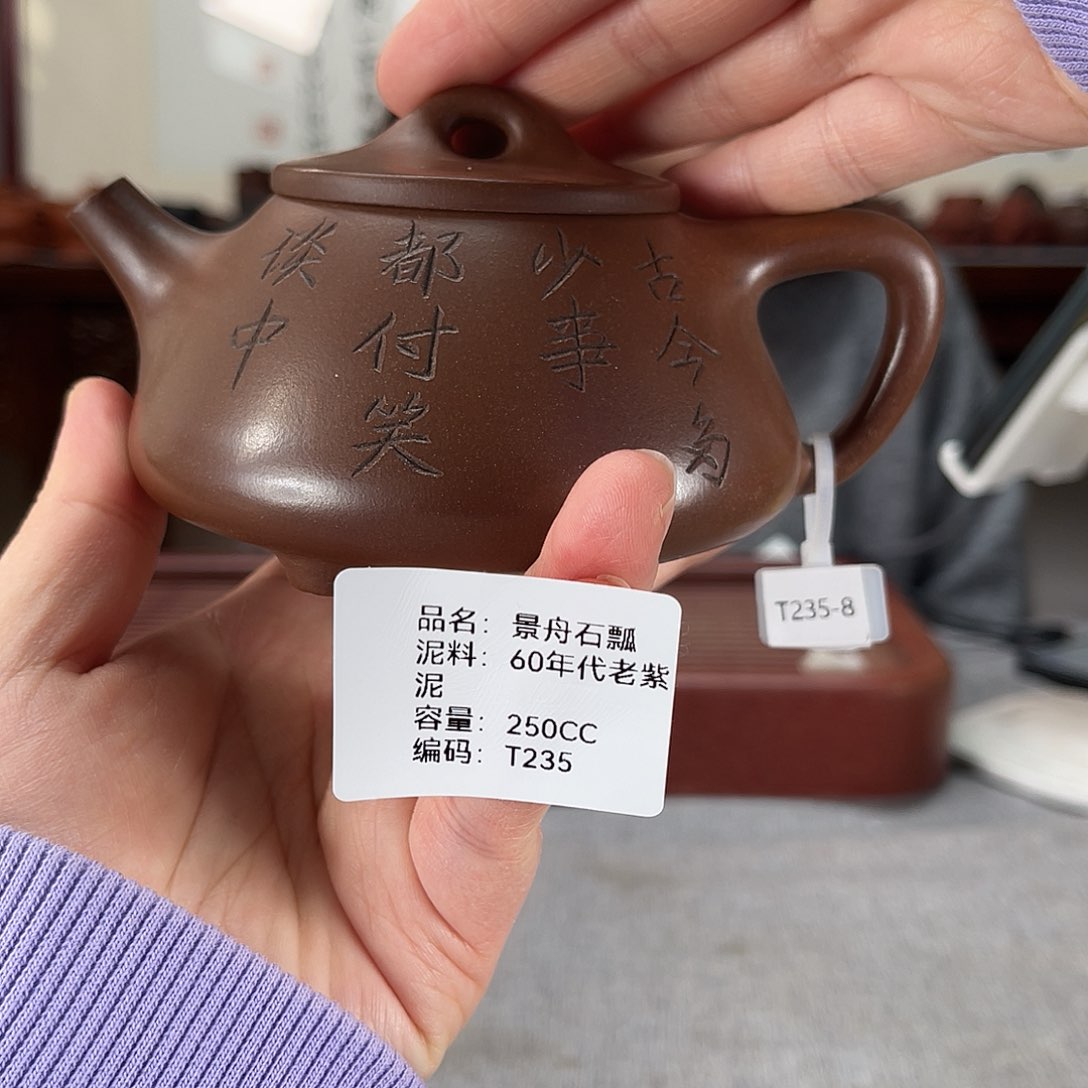 古今多
少事
都付笑
谈中
品名：景舟石瓢
泥料：60年代老紫
泥
容量：250CC
编码：T235
T235-8